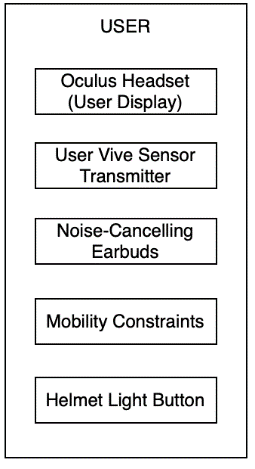 USER
Oculus Headset
(User Display)
User Vive Sensor
Transmitter
Noise-Cancelling
Earbuds
Mobility Constraints
Helmet Light Button